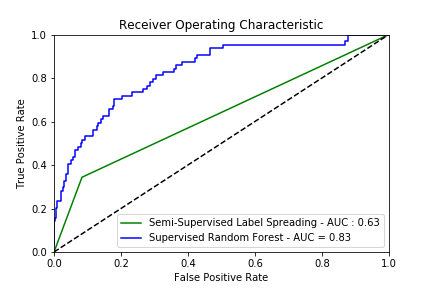 Receiver Operating Characteristic
1.0
0.8
0.6
0.4
0.2
0.0
True Positive Rate
Semi-Supervised Label Spreading - AUC : 0.63
Supervised Random Forest - AUC = 0.83
0.0 0.2 0.4 0.6 0.8 1.0
False Positive Rate